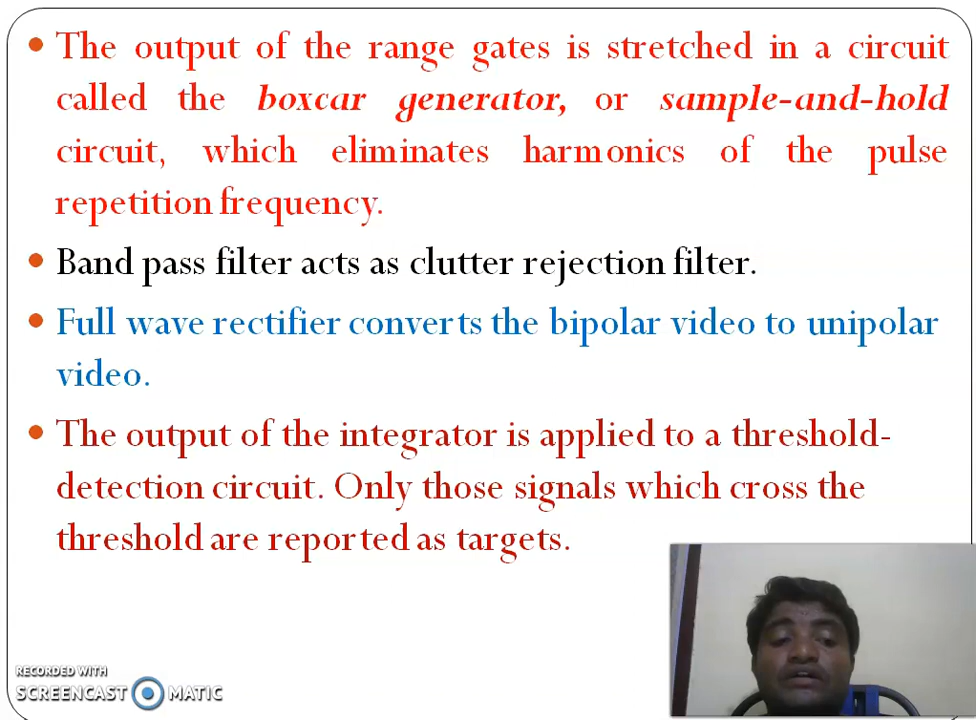 The output of the range gates is stretched in a circuit
called the boxcar generator, or sample-and-hold
circuit, which eliminates harmonics of the pulse
repetition frequency.
Band pass filter acts as clutter rejection filter.
Full wave rectifier converts the bipolar video to unipolar
video.
The output of the integrator is applied to a threshold-
detection circuit. Only those signals which cross the
threshold are reported as targets.
RECORDED WITH
SCREENCAST MATIC